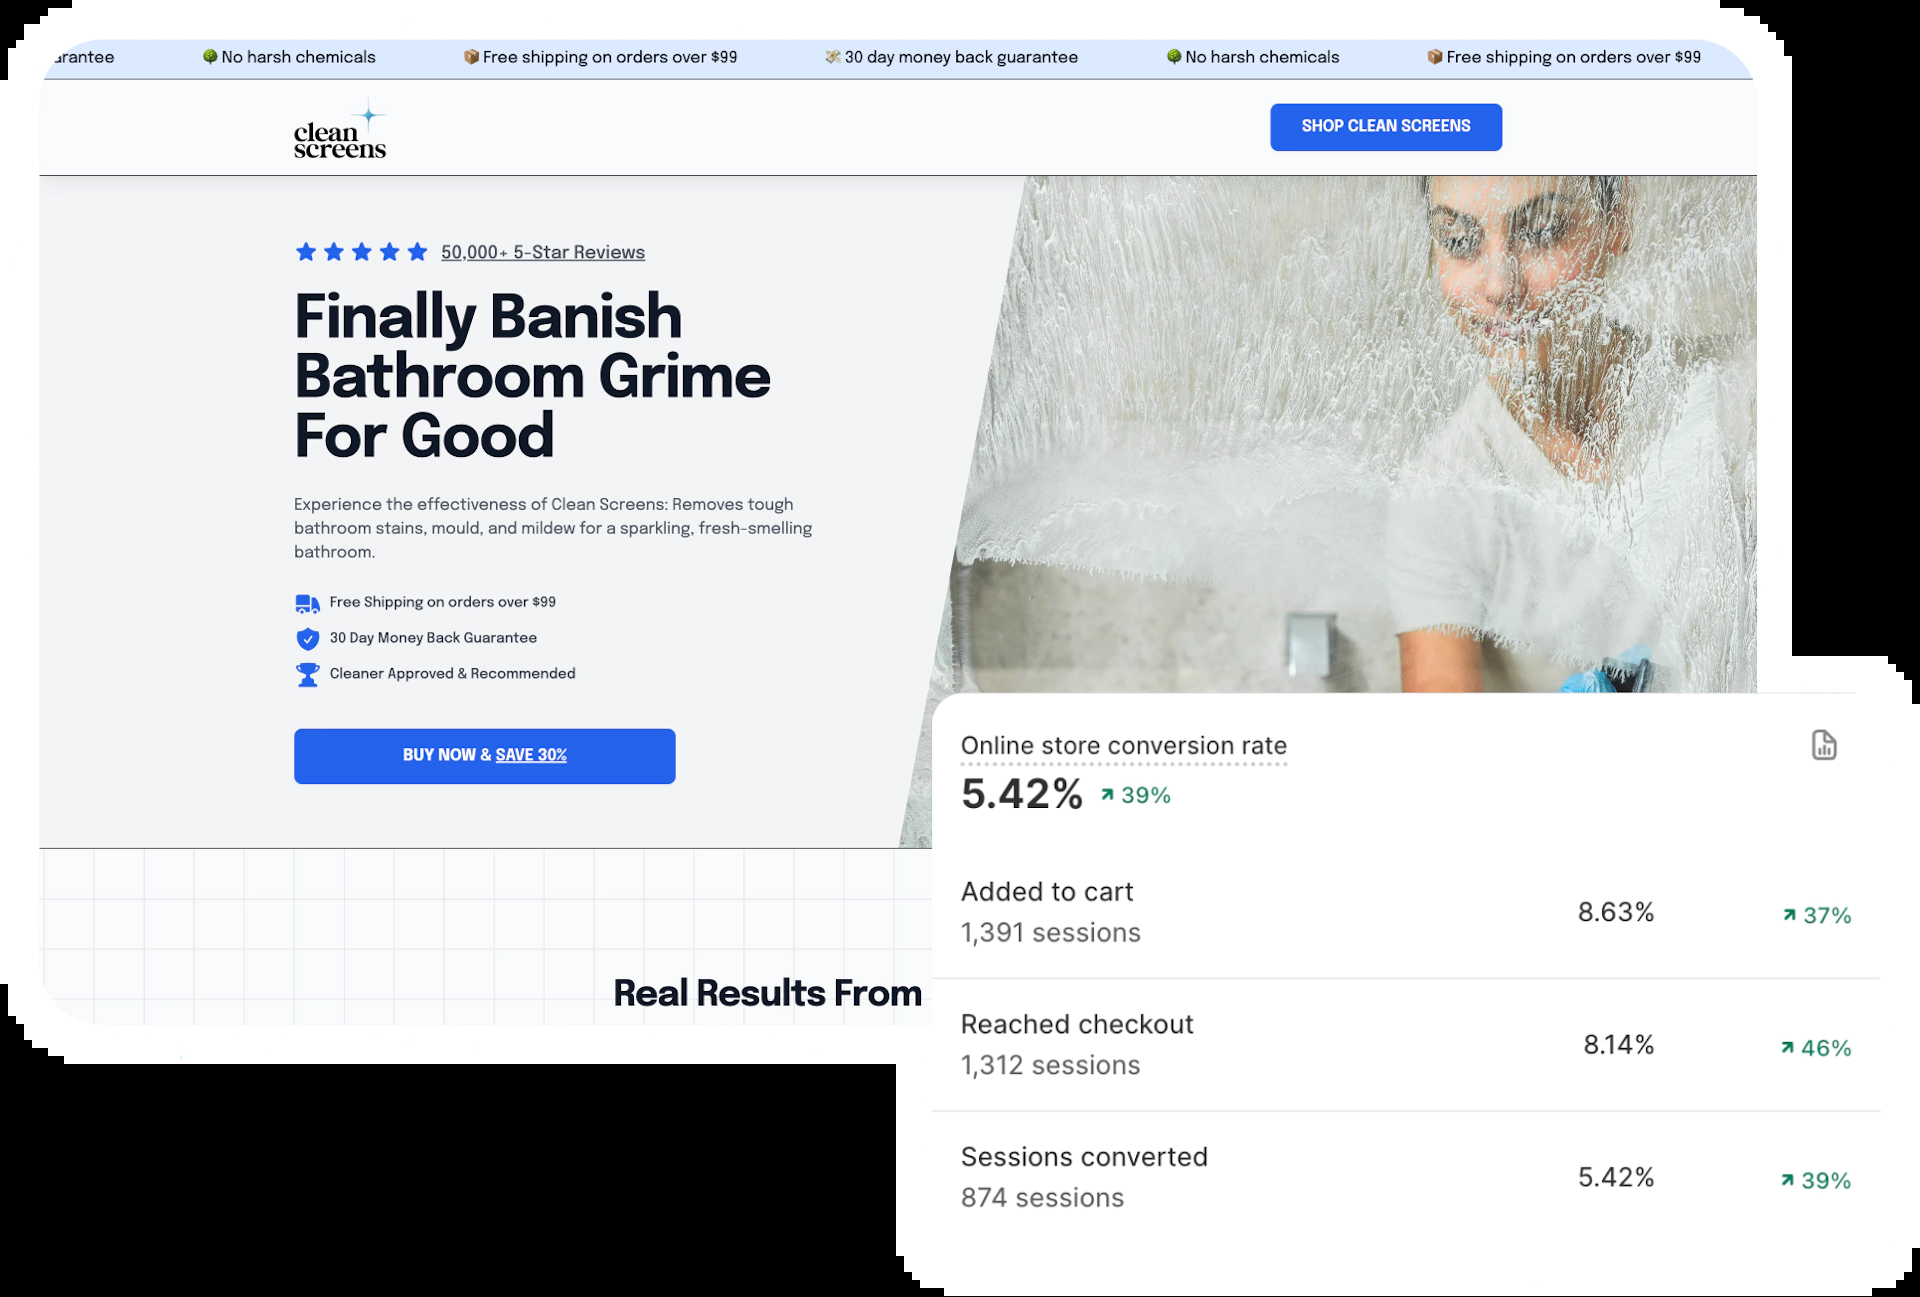 arantee 🌳 No harsh chemicals 📦 Free shipping on orders over $99 💸 30 day money back guarantee 🌳 No harsh chemicals 📦 Free shipping on orders over $99
clean
screens
SHOP CLEAN SCREENS
50,000+ 5-Star Reviews
Finally Banish
Bathroom Grime
For Good
Experience the effectiveness of Clean Screens: Removes tough
bathroom stains, mould, and mildew for a sparkling, fresh-smelling
bathroom.
Free Shipping on orders over $99
30 Day Money Back Guarantee
Cleaner Approved & Recommended
BUY NOW & SAVE 30%
Real Results From
Online store conversion rate
5.42% 39%
Added to cart
1,391 sessions
8.63% 37%
Reached checkout
1,312 sessions
8.14% 46%
Sessions converted
874 sessions
5.42% 39%